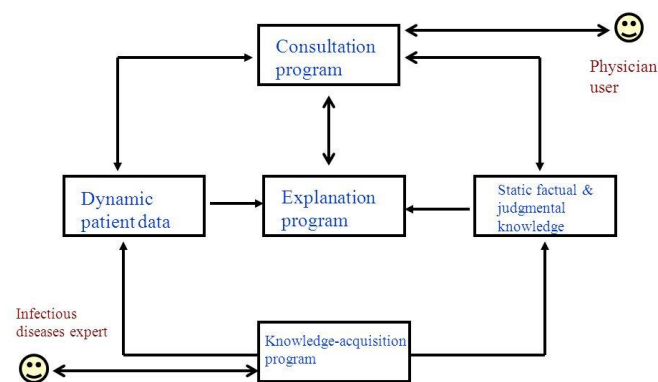 Consultation
program
Physician
user
Dynamic
patient data
Explanation
program
Static factual &
judgmental
knowledge
Infectious
diseases expert
Knowledge-acquisition
program